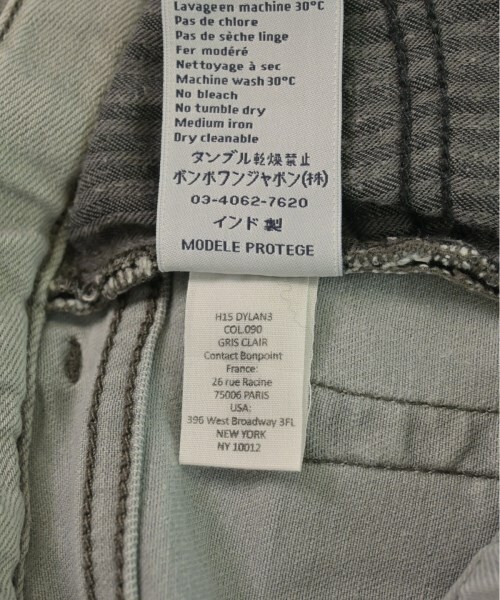 Lavageen machine 30°C
Pas de chlore
Pas de sèche linge
Fer modéré
Nettoyage à sec
Machine wash 30°C
No bleach
No tumble dry
Medium iron
Dry cleanable
タンブル乾燥禁止
ボンボワンジャポン(株)
03-4062-7620
インド製
MODELE PROTEGE
H15 DYLAN3
COL.090
GRIS CLAIR
Contact Bonpoint
France:
26 rue Racine
75006 PARIS
USA:
396 West Broadway 3FL
NEW YORK
NY 10012